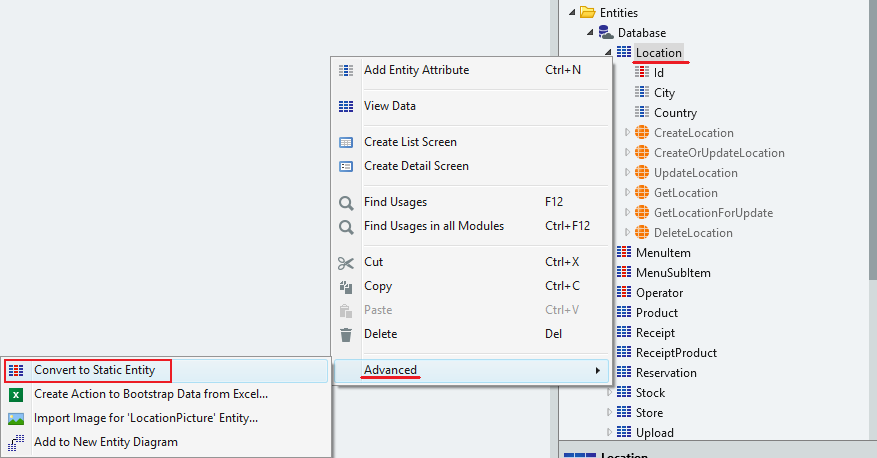 Add Entity Attribute Ctrl+N
View Data
Create List Screen
Create Detail Screen
Find Usages F12
Find Usages in all Modules Ctrl+F12
Cut Ctrl+X
Copy Ctrl+C
Paste Ctrl+V
Delete Del
Advanced
Convert to Static Entity
Create Action to Bootstrap Data from Excel...
Import Image for 'LocationPicture' Entity...
Add to New Entity Diagram
Entities
Database
Location
Id
City
Country
CreateLocation
CreateOrUpdateLocation
UpdateLocation
GetLocation
GetLocationForUpdate
DeleteLocation
MenuItem
MenuSubItem
Operator
Product
Receipt
ReceiptProduct
Reservation
Stock
Store
Upload
Location